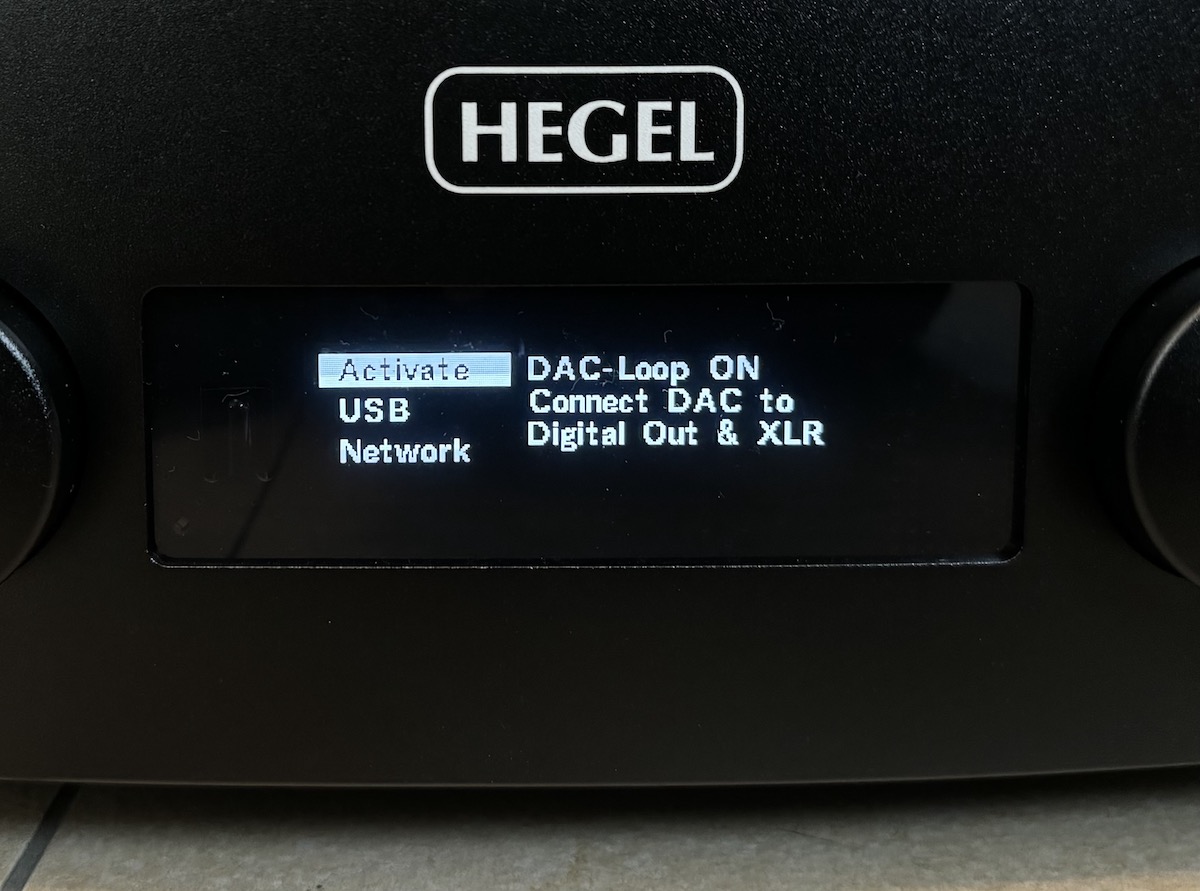 HEGEL
Activate
USB
Network
DAC-Loop ON
Connect DAC to
Digital Out & XLR